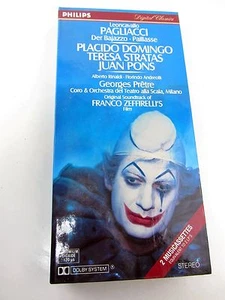 PHILIPS
Digital Classics
Leoncavallo
PAGLIACCI
Der Bajazzo · Paillasse
PLACIDO DOMINGO
TERESA STRATAS
JUAN PONS
Alberto Rinaldi · Florindo Andreolli
Georges Prêtre
Coro & Orchestra del Teatro alla Scala, Milano
Original Soundtrack of
FRANCO ZEFFIRELLI'S
Film
2 MUSICASSETTES
DOLBY SYSTEM
STEREO